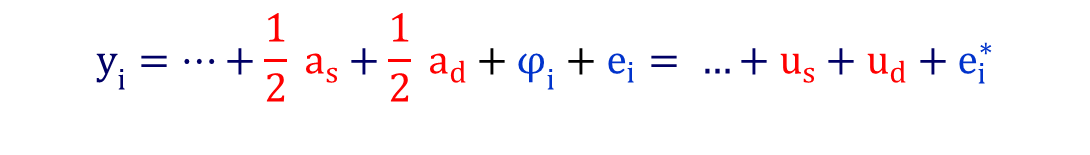 yᵢ = ⋯ + 1/2 aₛ + 1/2 a_d + φᵢ + eᵢ = ... + uₛ + u_d + eᵢ*